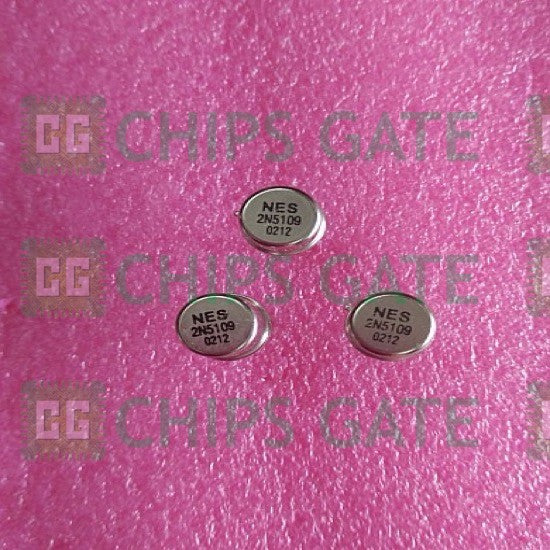 CG CHIPS GATE
NES
2N5109
0212
CG CHIPS GATE
NES
2N5109
0212
NES
2N5109
0212
CG CHIPS GATE